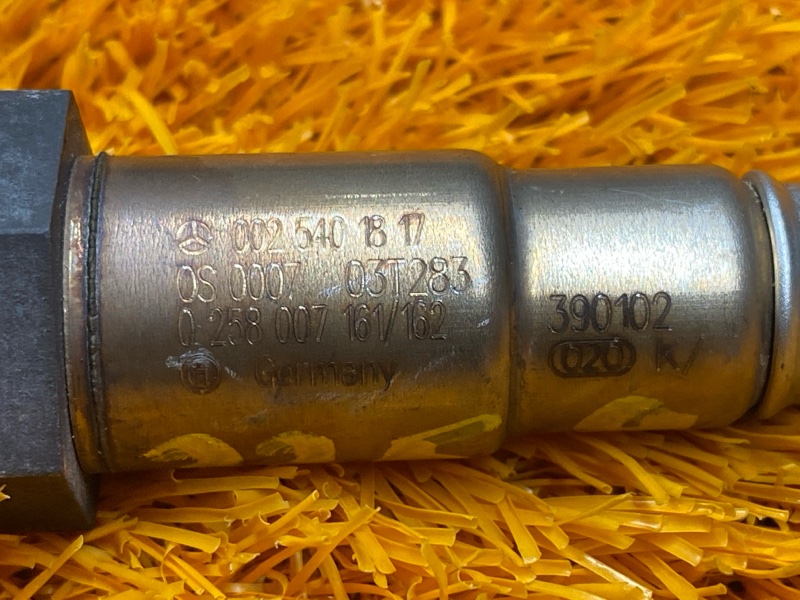 002 540 18 17
0S 0007 03T283
0 258 007 161/162
Germany
390102
020 K/